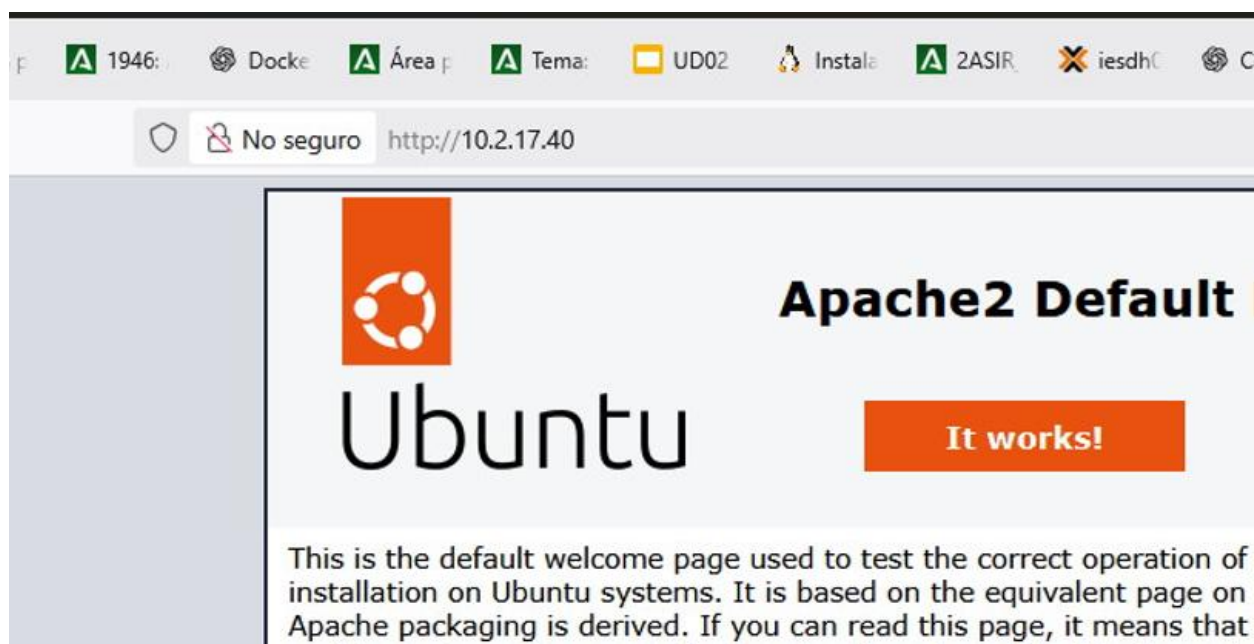 1946: Docke Área p Tema: UD02 Instala 2ASIR_ iesdh0 C
No seguro http://10.2.17.40
Apache2 Default
Ubuntu
It works!
This is the default welcome page used to test the correct operation of
installation on Ubuntu systems. It is based on the equivalent page on
Apache packaging is derived. If you can read this page, it means that